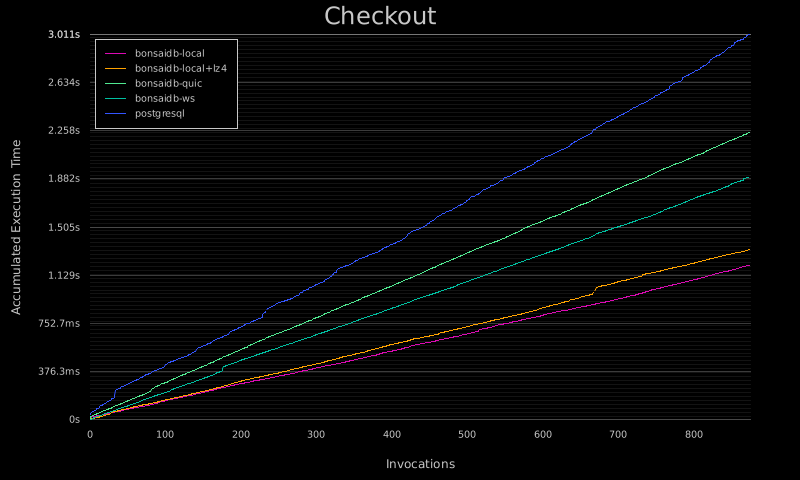 Checkout
3.011s
2.634s
2.258s
1.882s
1.505s
1.129s
752.7ms
376.3ms
0s
bonsaidb-local
bonsaidb-local+lz4
bonsaidb-quic
bonsaidb-ws
postgresql
Accumulated Execution Time
0 100 200 300 400 500 600 700 800
Invocations